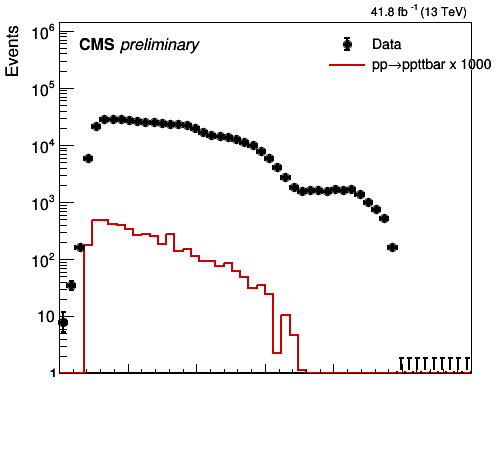 41.8 fb⁻¹ (13 TeV)
CMS preliminary
Data
pp→ppttbar x 1000
Events
10⁶
10⁵
10⁴
10³
10²
10
1